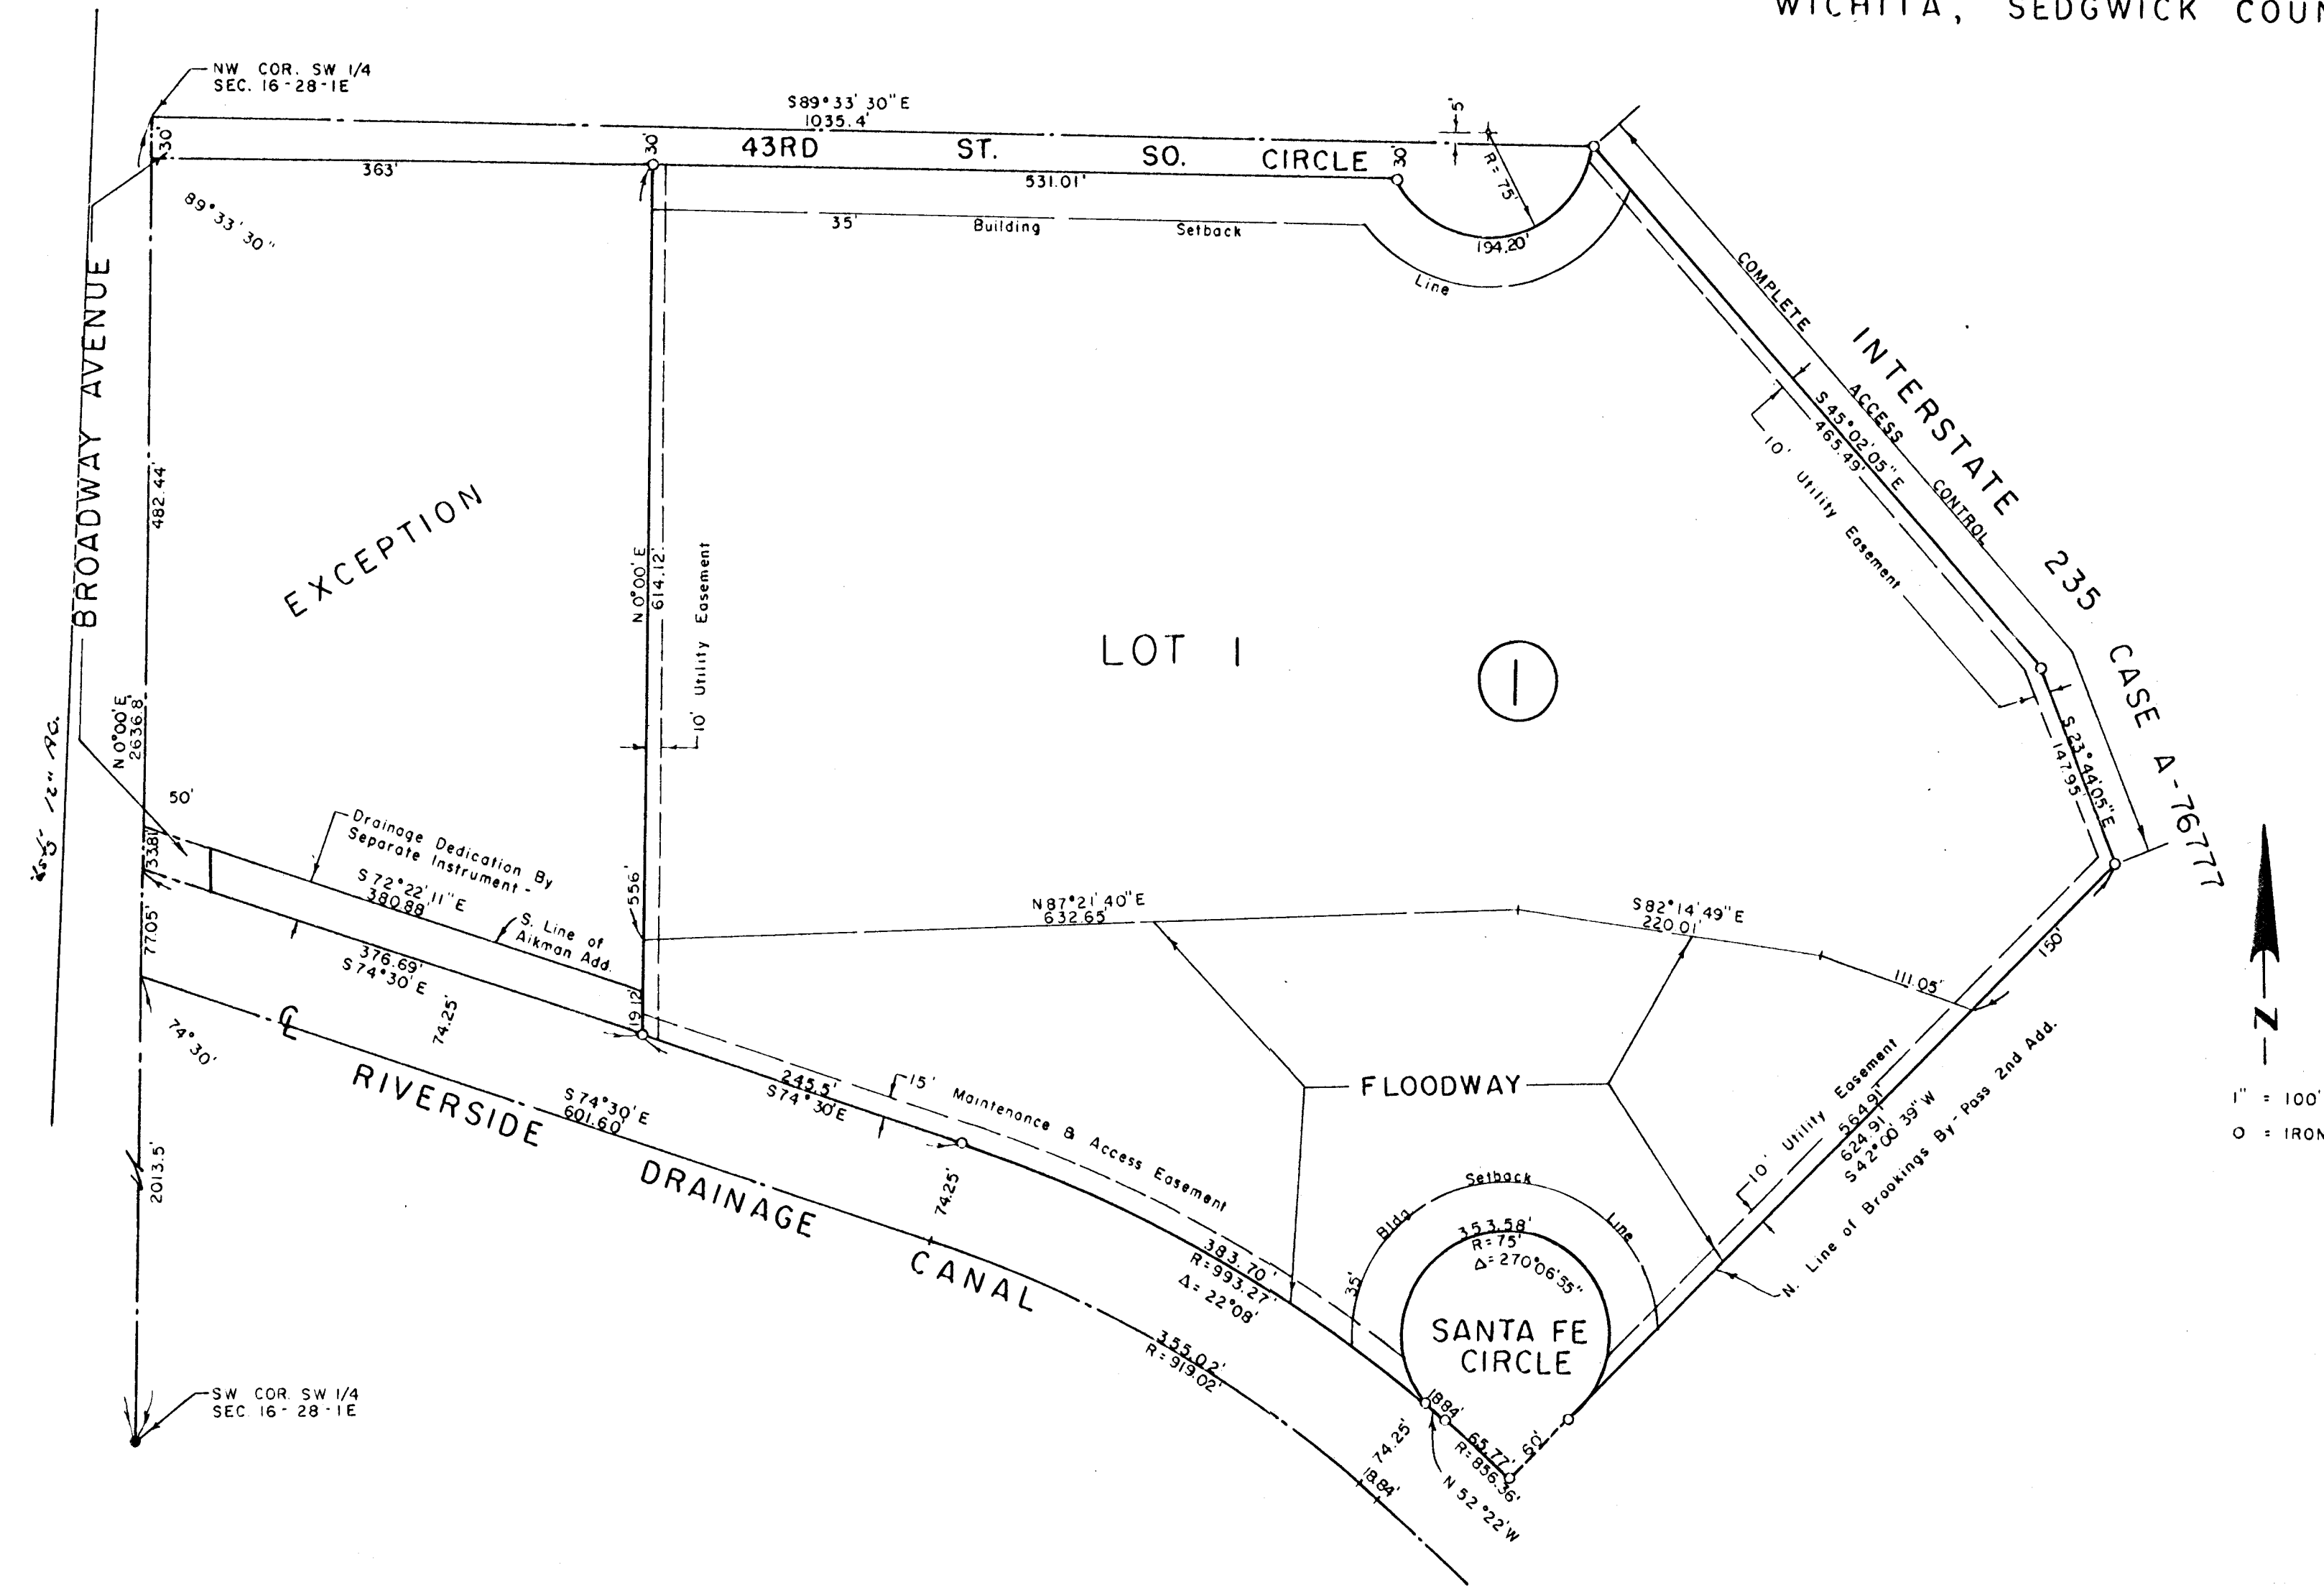 WICHITA, SEDGWICK COUN
NW COR. SW 1/4
SEC. 16-28-1E
S89°33'30"E
1035.4'
5'
30'
30'
43RD ST. SO. CIRCLE
30'
R=75'
363'
531.01'
89°33'30"
35' Building Setback
Line
194.20'
COMPLETE ACCESS CONTROL
INTERSTATE 235 CASE A-76777
S45°02'05"E
465.49'
10' Utility Easement
BROADWAY AVENUE
482.44'
EXCEPTION
N0°00'E
614.12'
10' Utility Easement
LOT 1
1
N0°00'E
2636.8'
12" AC.
S23°44'05"E
147.95'
50'
33.81'
Drainage Dedication By
Separate Instrument-
S72°22'11"E
380.88'
S. Line of
Aikman Add.
556'
N87°21'40"E
632.65'
S82°14'49"E
220.01'
111.05'
150'
77.05'
376.69'
S74°30'E
74.25'
19.12'
74°30'
℄
RIVERSIDE DRAINAGE CANAL
S74°30'E
601.60'
245.5'
S74°30'E
15' Maintenance & Access Easement
FLOODWAY
10' Utility Easement
564.91'
624.91'
S42°00'39"W
N. Line of Brookings By-Pass 2nd Add.
N
1" = 100'
O = IRON
2013.5'
74.25'
383.70'
R=993.27'
Δ=22°08'
35' Bldg. Setback Line
353.58'
R=75'
Δ=270°06'55"
SANTA FE
CIRCLE
355.02'
R=919.02'
SW COR. SW 1/4
SEC. 16-28-1E
18.84'
74.25'
65.77'
R=856.36'
60'
18.84'
N52°22'W